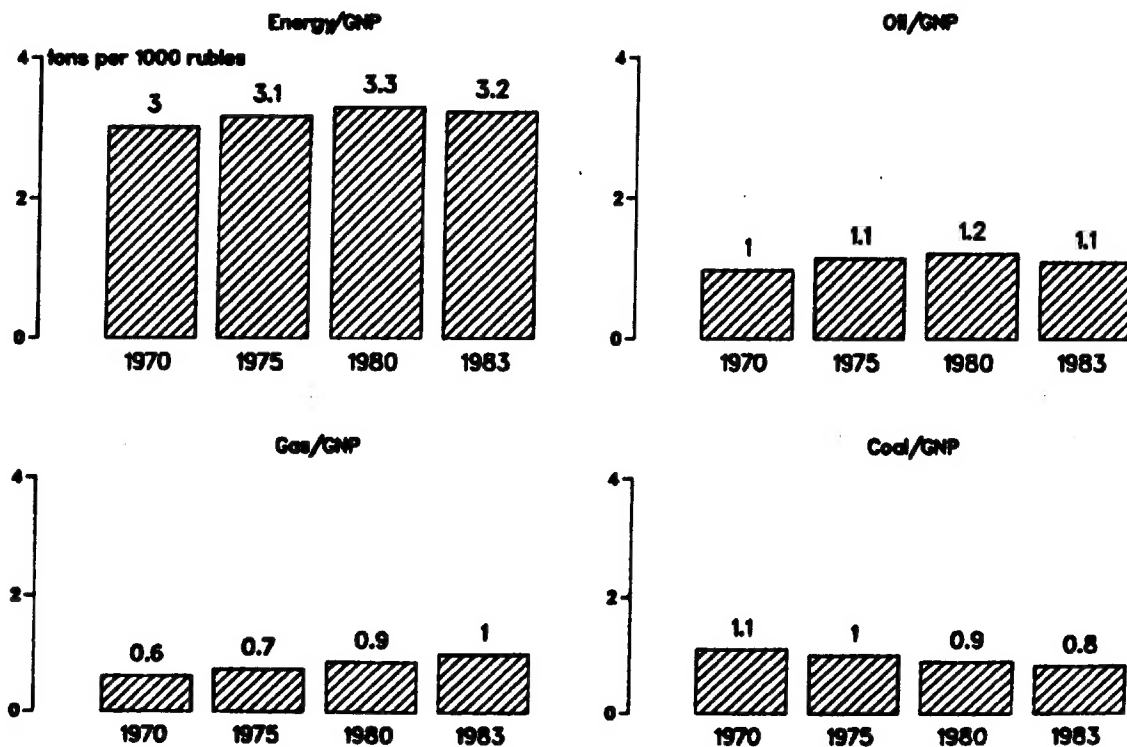 Energy/GNP
4 tons per 1000 rubles
3 3.1 3.3 3.2
2
0
1970 1975 1980 1983
Oil/GNP
4
2
1 1.1 1.2 1.1
0
1970 1975 1980 1983
Gas/GNP
4
2
0.6 0.7 0.9 1
0
1970 1975 1980 1983
Coal/GNP
4
2
1.1 1 0.9 0.8
0
1970 1975 1980 1983